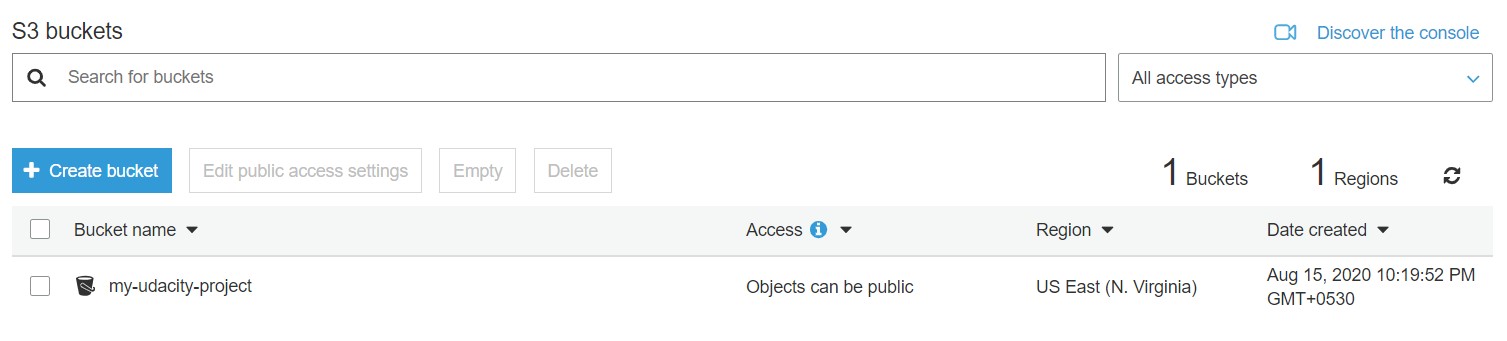 S3 buckets
Discover the console
Search for buckets
All access types
Create bucket
Edit public access settings
Empty
Delete
1 Buckets
1 Regions
Bucket name
Access
Region
Date created
my-udacity-project
Objects can be public
US East (N. Virginia)
Aug 15, 2020 10:19:52 PM
GMT+0530